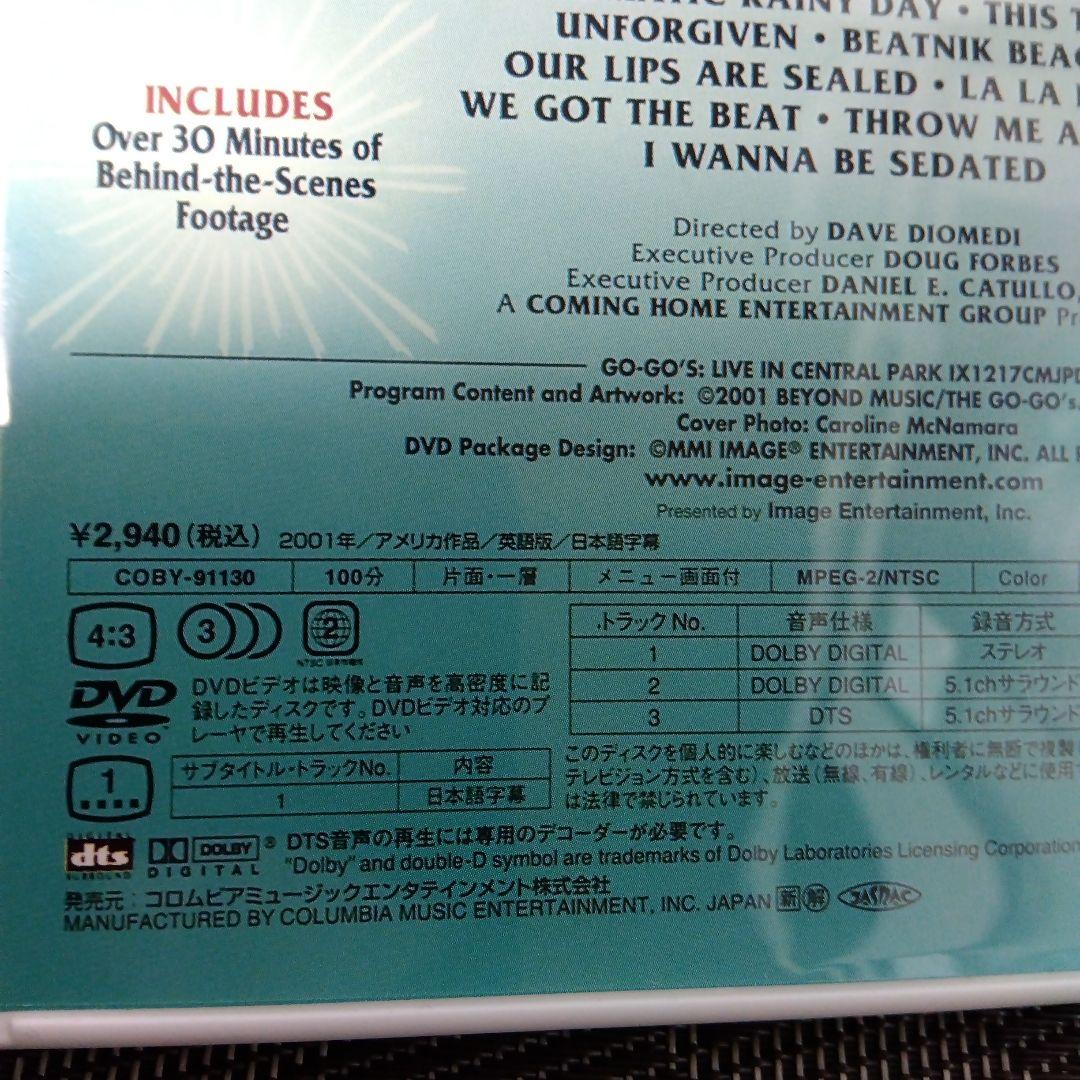 RAINY DAY • THIS
UNFORGIVEN • BEATNIK
OUR LIPS ARE SEALED • LA LA
WE GOT THE BEAT • THROW ME
I WANNA BE SEDATED
INCLUDES
Over 30 Minutes of
Behind-the-Scenes
Footage
Directed by DAVE DIOMEDI
Executive Producer DOUG FORBES
Executive Producer DANIEL E. CATULLO,
A COMING HOME ENTERTAINMENT GROUP
GO-GO'S: LIVE IN CENTRAL PARK IX1217CMJPD
Program Content and Artwork: ©2001 BEYOND MUSIC/THE GO-GO's.
Cover Photo: Caroline McNamara
DVD Package Design: ©MMI IMAGE® ENTERTAINMENT, INC. ALL
www.image-entertainment.com
Presented by Image Entertainment, Inc.
¥2,940(税込) 2001年/アメリカ作品/英語版/日本語字幕
COBY-91130 100分 片面・一層 メニュー画面付 MPEG-2/NTSC Color
4:3 3 2
NTSC
トラックNo. 音声仕様 録音方式
1 DOLBY DIGITAL ステレオ
2 DOLBY DIGITAL 5.1chサラウンド
3 DTS 5.1chサラウンド
DVD VIDEO
DVDビデオは映像と音声を高密度に記
録したディスクです。DVDビデオ対応のプ
レーヤで再生してください
1
サブタイトル・トラックNo. 内容
1 日本語字幕
このディスクを個人的に楽しむなどのほかは、権利者に無断で複製
テレビジョン方式を含む)、放送(無線、有線)、レンタルなどに使用
は法律で禁じられています。
DIGITAL dts SURROUND DOLBY DIGITAL ® DTS音声の再生には専用のデコーダーが必要です。
"Dolby" and double-D symbol are trademarks of Dolby Laboratories Licensing Corporation
発売元：コロムビアミュージックエンタテインメント株式会社
MANUFACTURED BY COLUMBIA MUSIC ENTERTAINMENT, INC. JAPAN 新 解 JASRAC